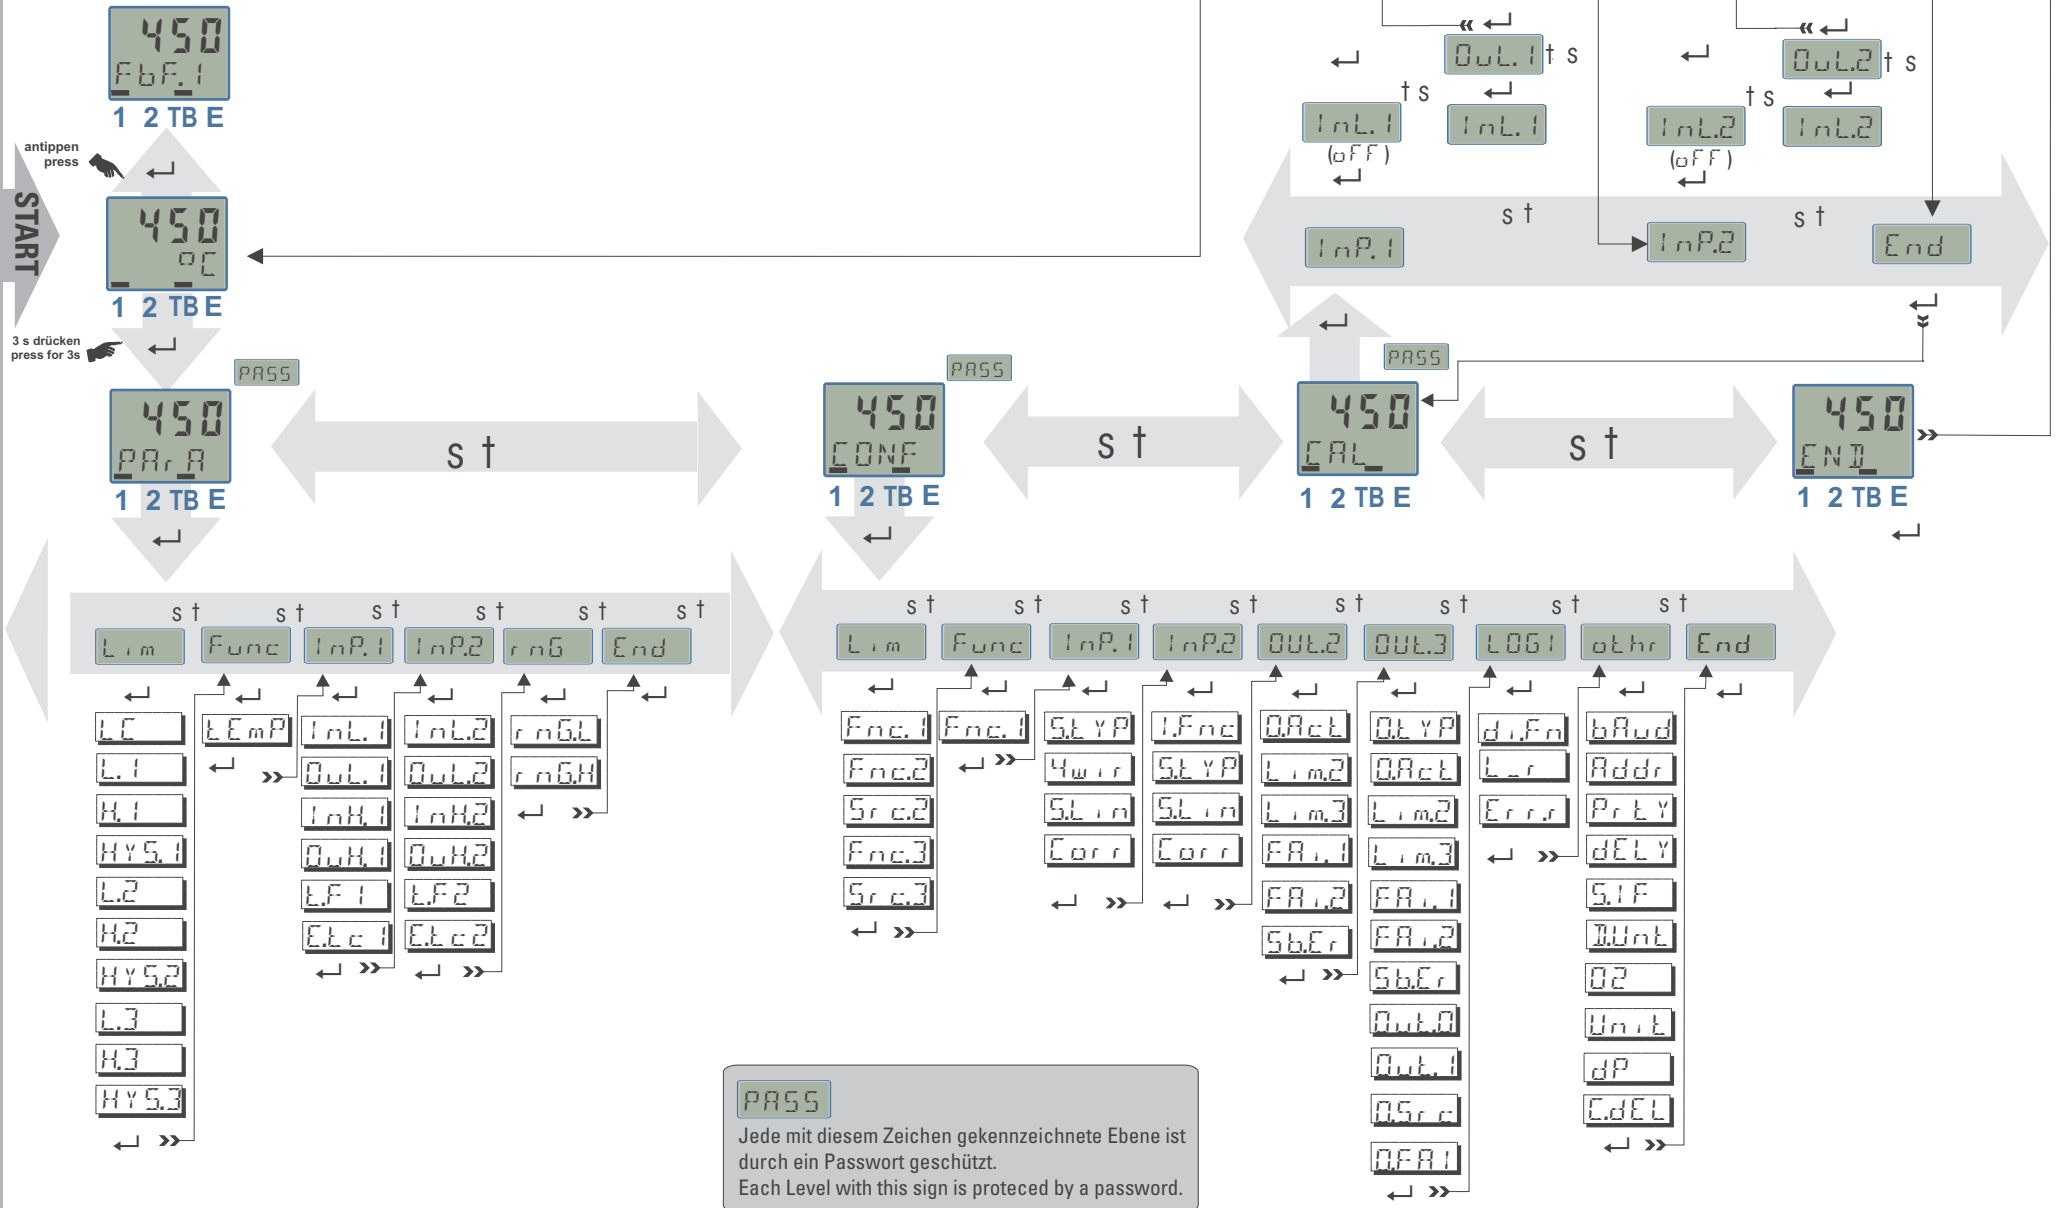 450
FbF.1
1 2 TB E
antippen
press
START
450
°C
1 2 TB E
3 s drücken
press for 3s
PASS
450
PArA
1 2 TB E
s t
PASS
450
CONF
1 2 TB E
s t
PASS
450
CAL
1 2 TB E
s t
450
END
1 2 TB E
OuL.1 t s
t s
InL.1
InL.1
(oFF)
OuL.2 t s
t s
InL.2
InL.2
(oFF)
s t
s t
InP.1
InP.2
End
s t s t s t s t s t s t
Lim Func InP.1 InP.2 rnG End
LC
L.1
H.1
HYS.1
L.2
H.2
HYS.2
L.3
H.3
HYS.3
tEmP
InL.1
OuL.1
InH.1
OuH.1
t.F1
E.tc1
InL.2
OuL.2
InH.2
OuH.2
t.F2
E.tc2
rnG.L
rnG.H
s t s t s t s t s t s t s t s t
Lim Func InP.1 InP.2 OUt.2 OUt.3 LOGI othr End
Fnc.1
Fnc.2
Src.2
Fnc.3
Src.3
Fnc.1
S.tYP
4wir
S.Lin
Corr
I.Fnc
S.tYP
S.Lin
Corr
O.Act
Lim.2
Lim.3
FAi.1
FAi.2
Sb.Er
O.tYP
O.Act
Lim.2
Lim.3
FAi.1
FAi.2
Sb.Er
Out.0
Out.1
O.Src
O.FAI
di.Fn
L_r
Err.r
bAud
Addr
PrtY
dELY
S.IF
D.Unt
O2
Unit
dP
C.dEL
PASS
Jede mit diesem Zeichen gekennzeichnete Ebene ist
durch ein Passwort geschützt.
Each Level with this sign is proteced by a password.